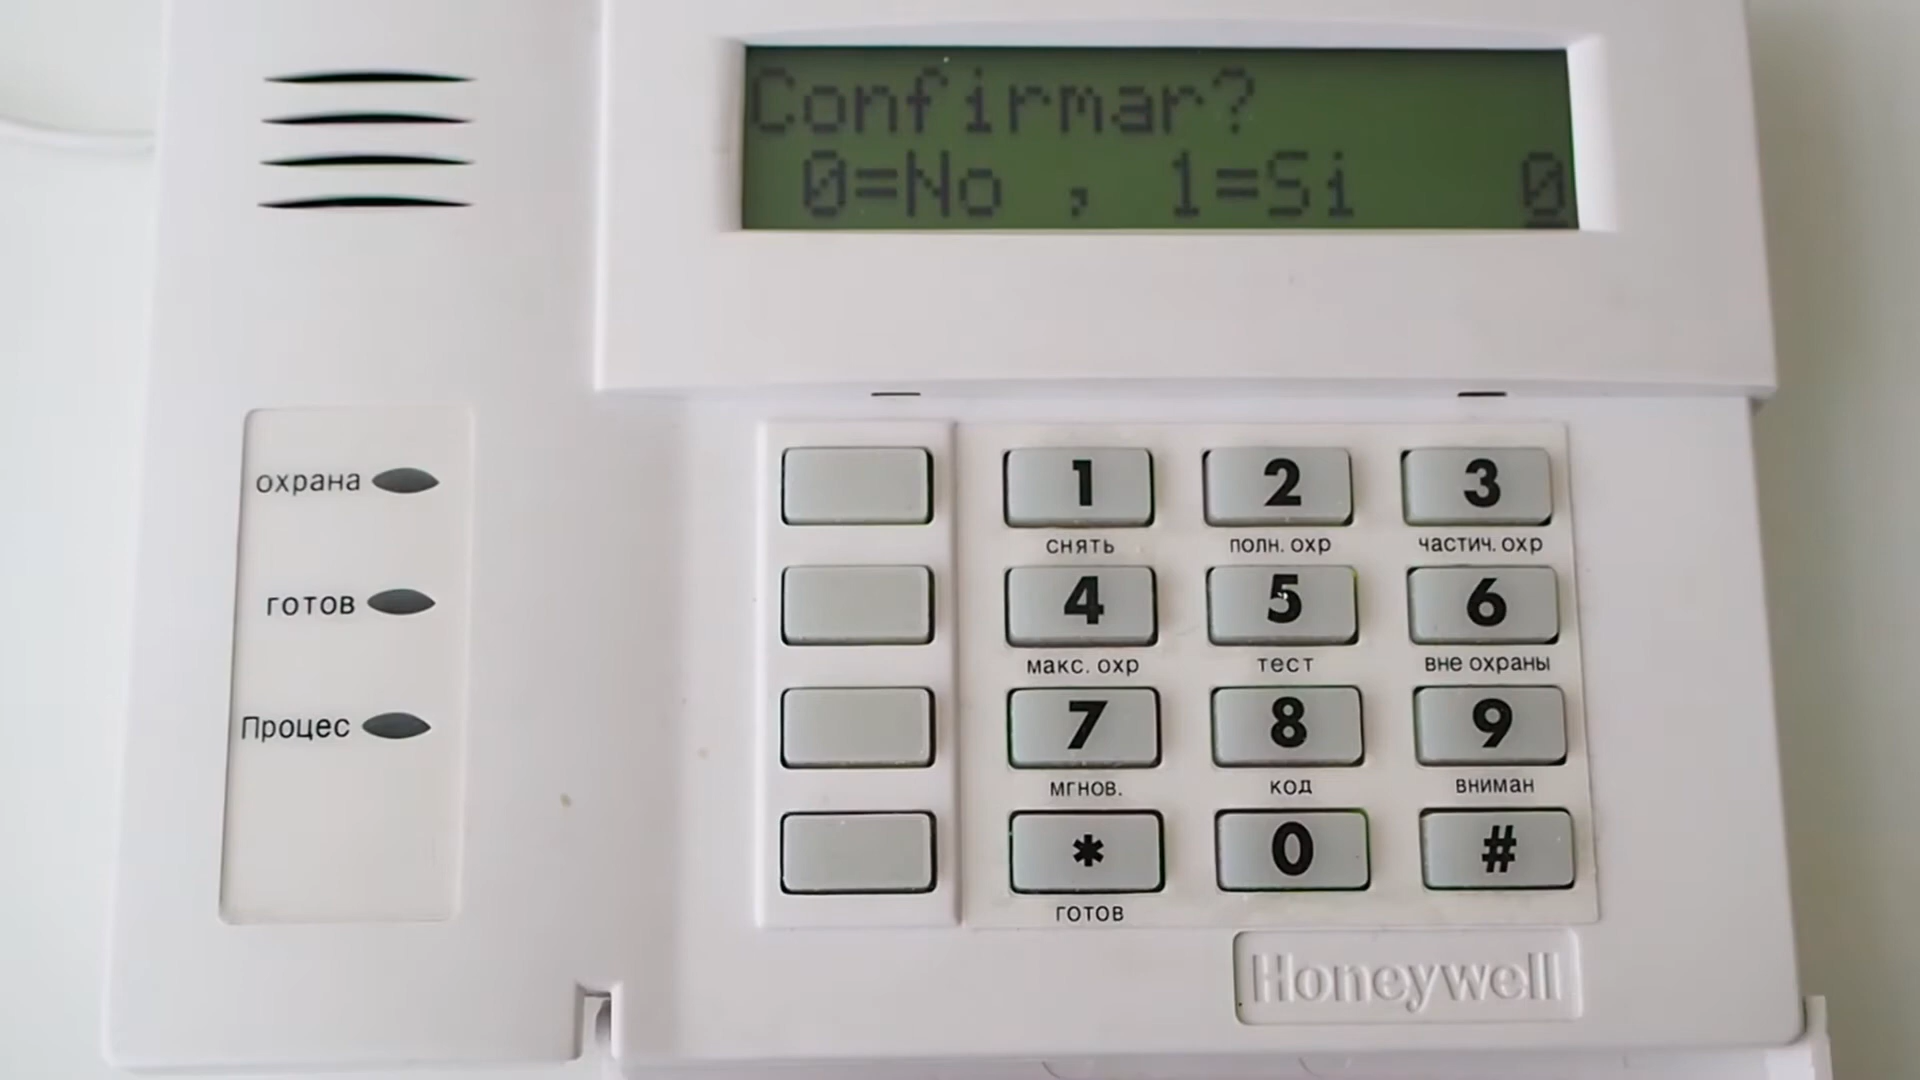 Confirmar?
0=No , 1=Si 0
охрана
готов
Процес
1 2 3
снять полн. охр частич. охр
4 5 6
макс. охр тест вне охраны
7 8 9
мгнов. код вниман
* 0 #
готов
Honeywell